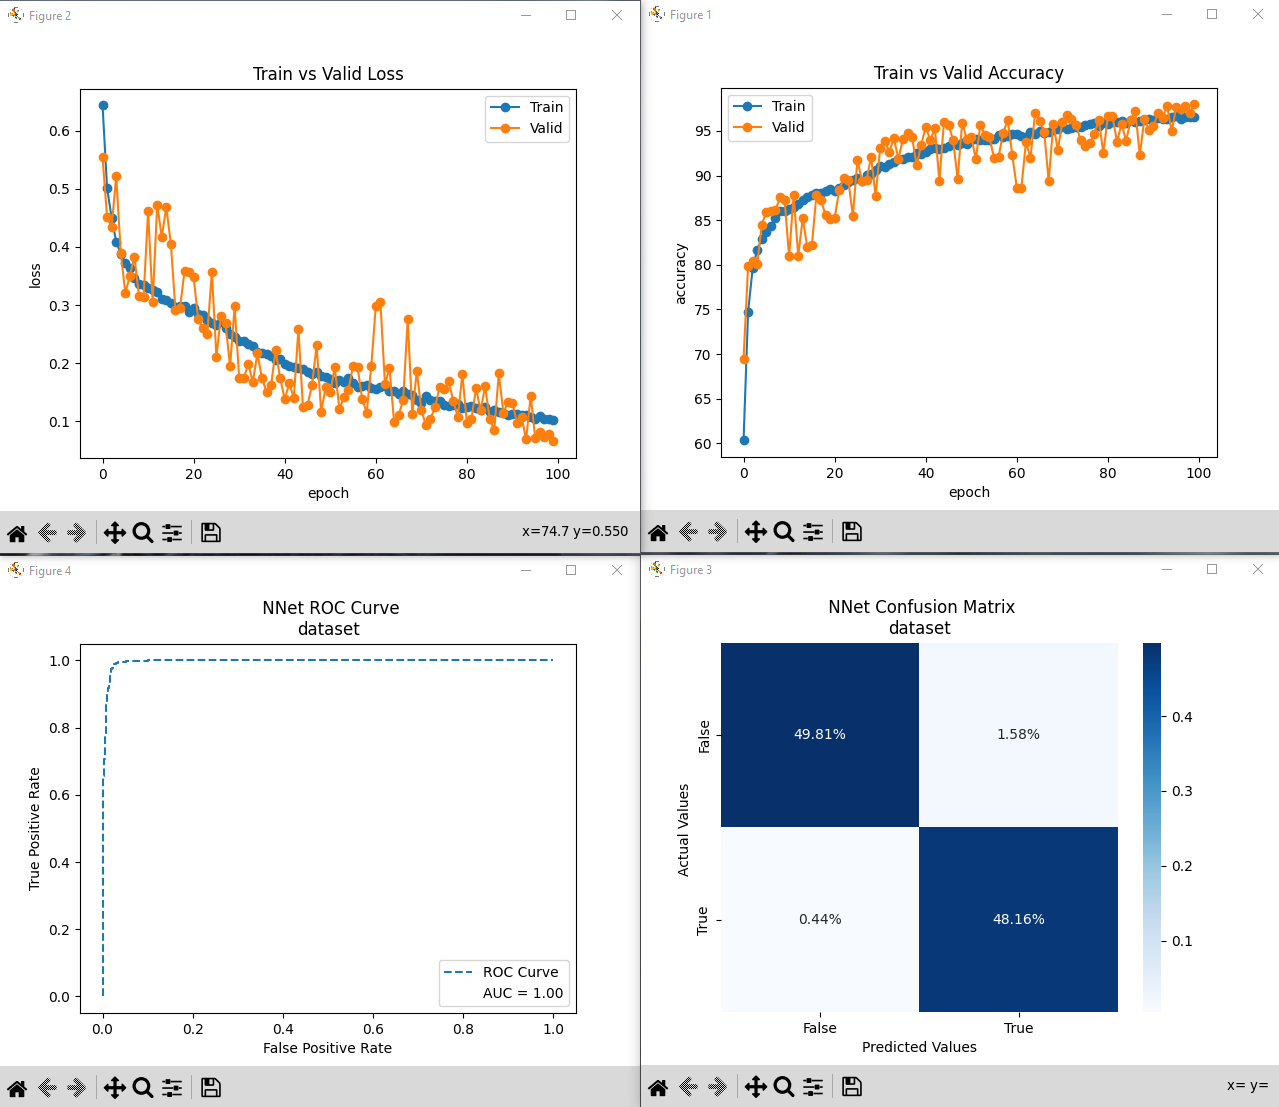 Figure 2
Train vs Valid Loss
Train
Valid
0.6
0.5
0.4
0.3
0.2
0.1
loss
0 20 40 60 80 100
epoch
x=74.7 y=0.550
Figure 1
Train vs Valid Accuracy
Train
Valid
95
90
85
80
75
70
65
60
accuracy
0 20 40 60 80 100
epoch
Figure 4
NNet ROC Curve
dataset
1.0
0.8
0.6
0.4
0.2
0.0
True Positive Rate
ROC Curve
AUC = 1.00
0.0 0.2 0.4 0.6 0.8 1.0
False Positive Rate
Figure 3
NNet Confusion Matrix
dataset
Actual Values
False
True
49.81% 1.58%
0.44% 48.16%
0.4
0.3
0.2
0.1
False True
Predicted Values
x= y=